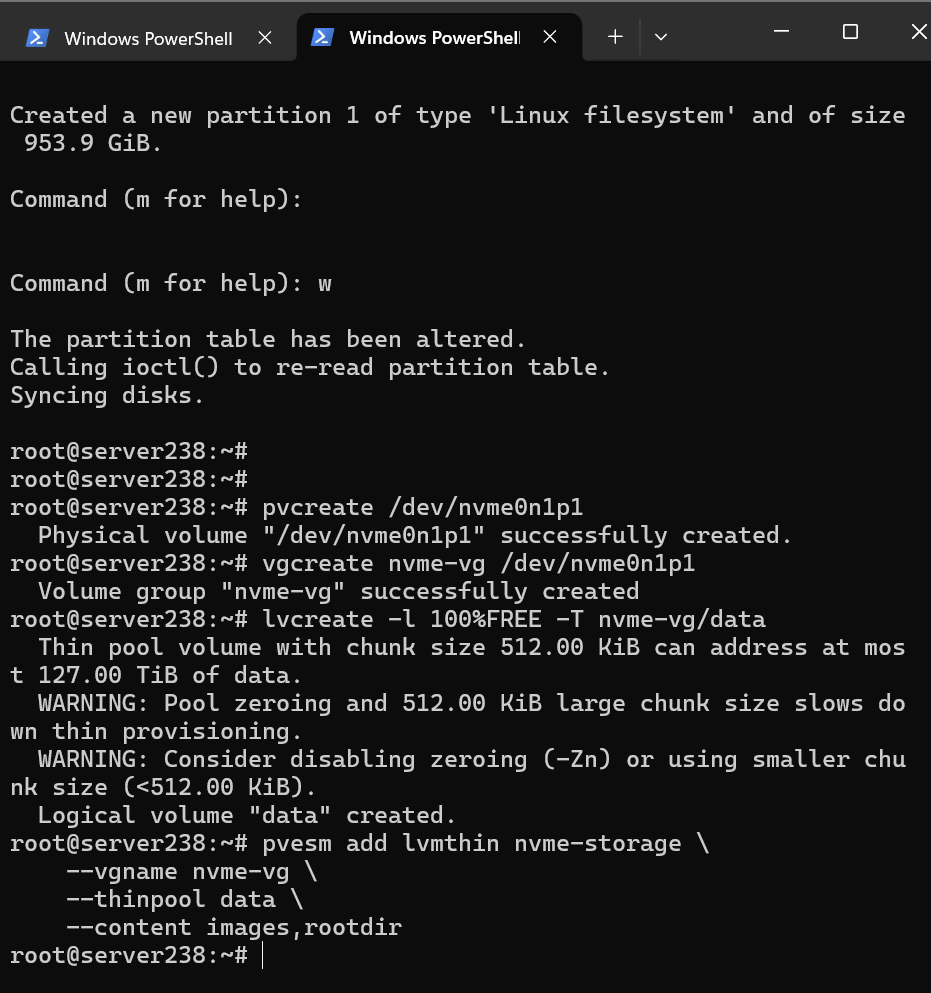 Windows PowerShell
Windows PowerShell
Created a new partition 1 of type 'Linux filesystem' and of size
 953.9 GiB.
Command (m for help):
Command (m for help): w
The partition table has been altered.
Calling ioctl() to re-read partition table.
Syncing disks.
root@server238:~#
root@server238:~#
root@server238:~# pvcreate /dev/nvme0n1p1
  Physical volume "/dev/nvme0n1p1" successfully created.
root@server238:~# vgcreate nvme-vg /dev/nvme0n1p1
  Volume group "nvme-vg" successfully created
root@server238:~# lvcreate -l 100%FREE -T nvme-vg/data
  Thin pool volume with chunk size 512.00 KiB can address at mos
t 127.00 TiB of data.
  WARNING: Pool zeroing and 512.00 KiB large chunk size slows do
wn thin provisioning.
  WARNING: Consider disabling zeroing (-Zn) or using smaller chu
nk size (<512.00 KiB).
  Logical volume "data" created.
root@server238:~# pvesm add lvmthin nvme-storage \
    --vgname nvme-vg \
    --thinpool data \
    --content images,rootdir
root@server238:~#